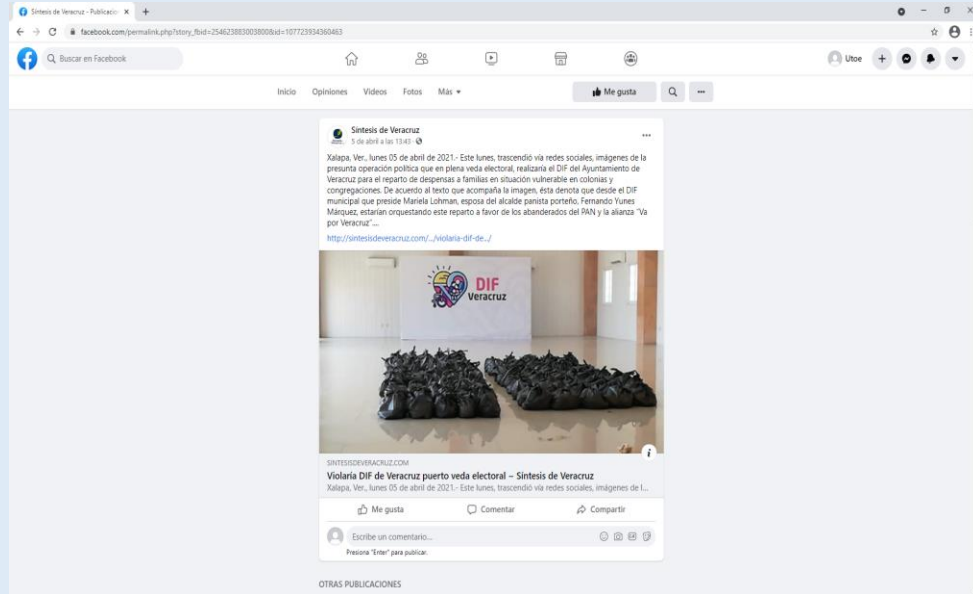 Síntesis de Veracruz - Publicacion
facebook.com/permalink.php?story_fbid=254623883003800&id=107723934360463
Buscar en Facebook
Utoe
Inicio Opiniones Videos Fotos Más
Me gusta
Síntesis de Veracruz
5 de abril a las 13:43
Xalapa, Ver., lunes 05 de abril de 2021.- Este lunes, trascendió vía redes sociales, imágenes de la
presunta operación política que en plena veda electoral, realizaría el DIF del Ayuntamiento de
Veracruz para el reparto de despensas a familias en situación vulnerable en colonias y
congregaciones. De acuerdo al texto que acompaña la imagen, ésta denota que desde el DIF
municipal que preside Mariela Lohman, esposa del alcalde panista porteño, Fernando Yunes
Márquez, estarían orquestando este reparto a favor de los abanderados del PAN y la alianza "Va
por Veracruz"....
http://sintesisdeveracruz.com/.../violaria-dif-de.../
DIF
Veracruz
SINTESISDEVERACRUZ.COM
Violaría DIF de Veracruz puerto veda electoral ~ Síntesis de Veracruz
Xalapa, Ver., lunes 05 de abril de 2021.- Este lunes, trascendió vía redes sociales, imágenes de l...
Me gusta
Comentar
Compartir
Escribe un comentario...
Presiona "Enter" para publicar.
OTRAS PUBLICACIONES